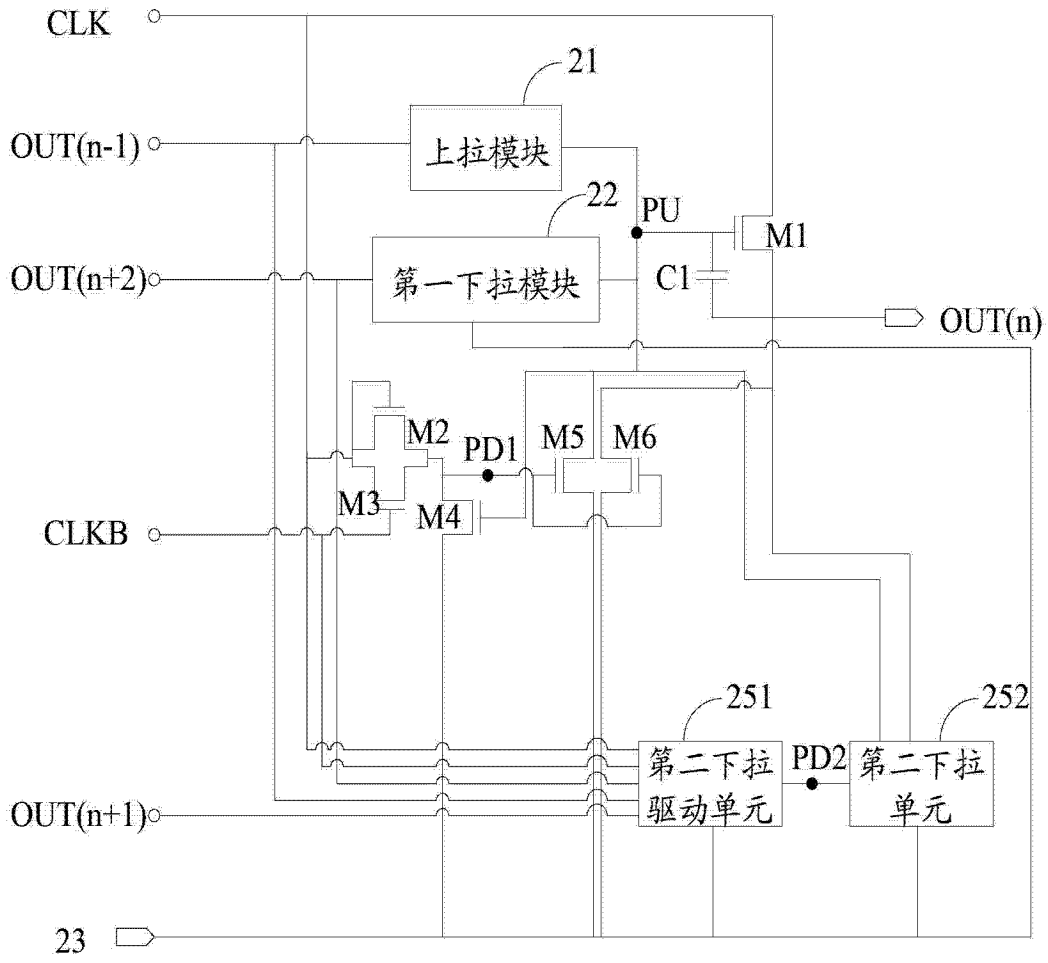 CLK
21
OUT(n-1)
上拉模块
22
PU
M1
OUT(n+2)
第一下拉模块
C1
OUT(n)
M2
PD1
M5
M6
M3
M4
CLKB
251
252
第二下拉
驱动单元
PD2
第二下拉
单元
OUT(n+1)
23